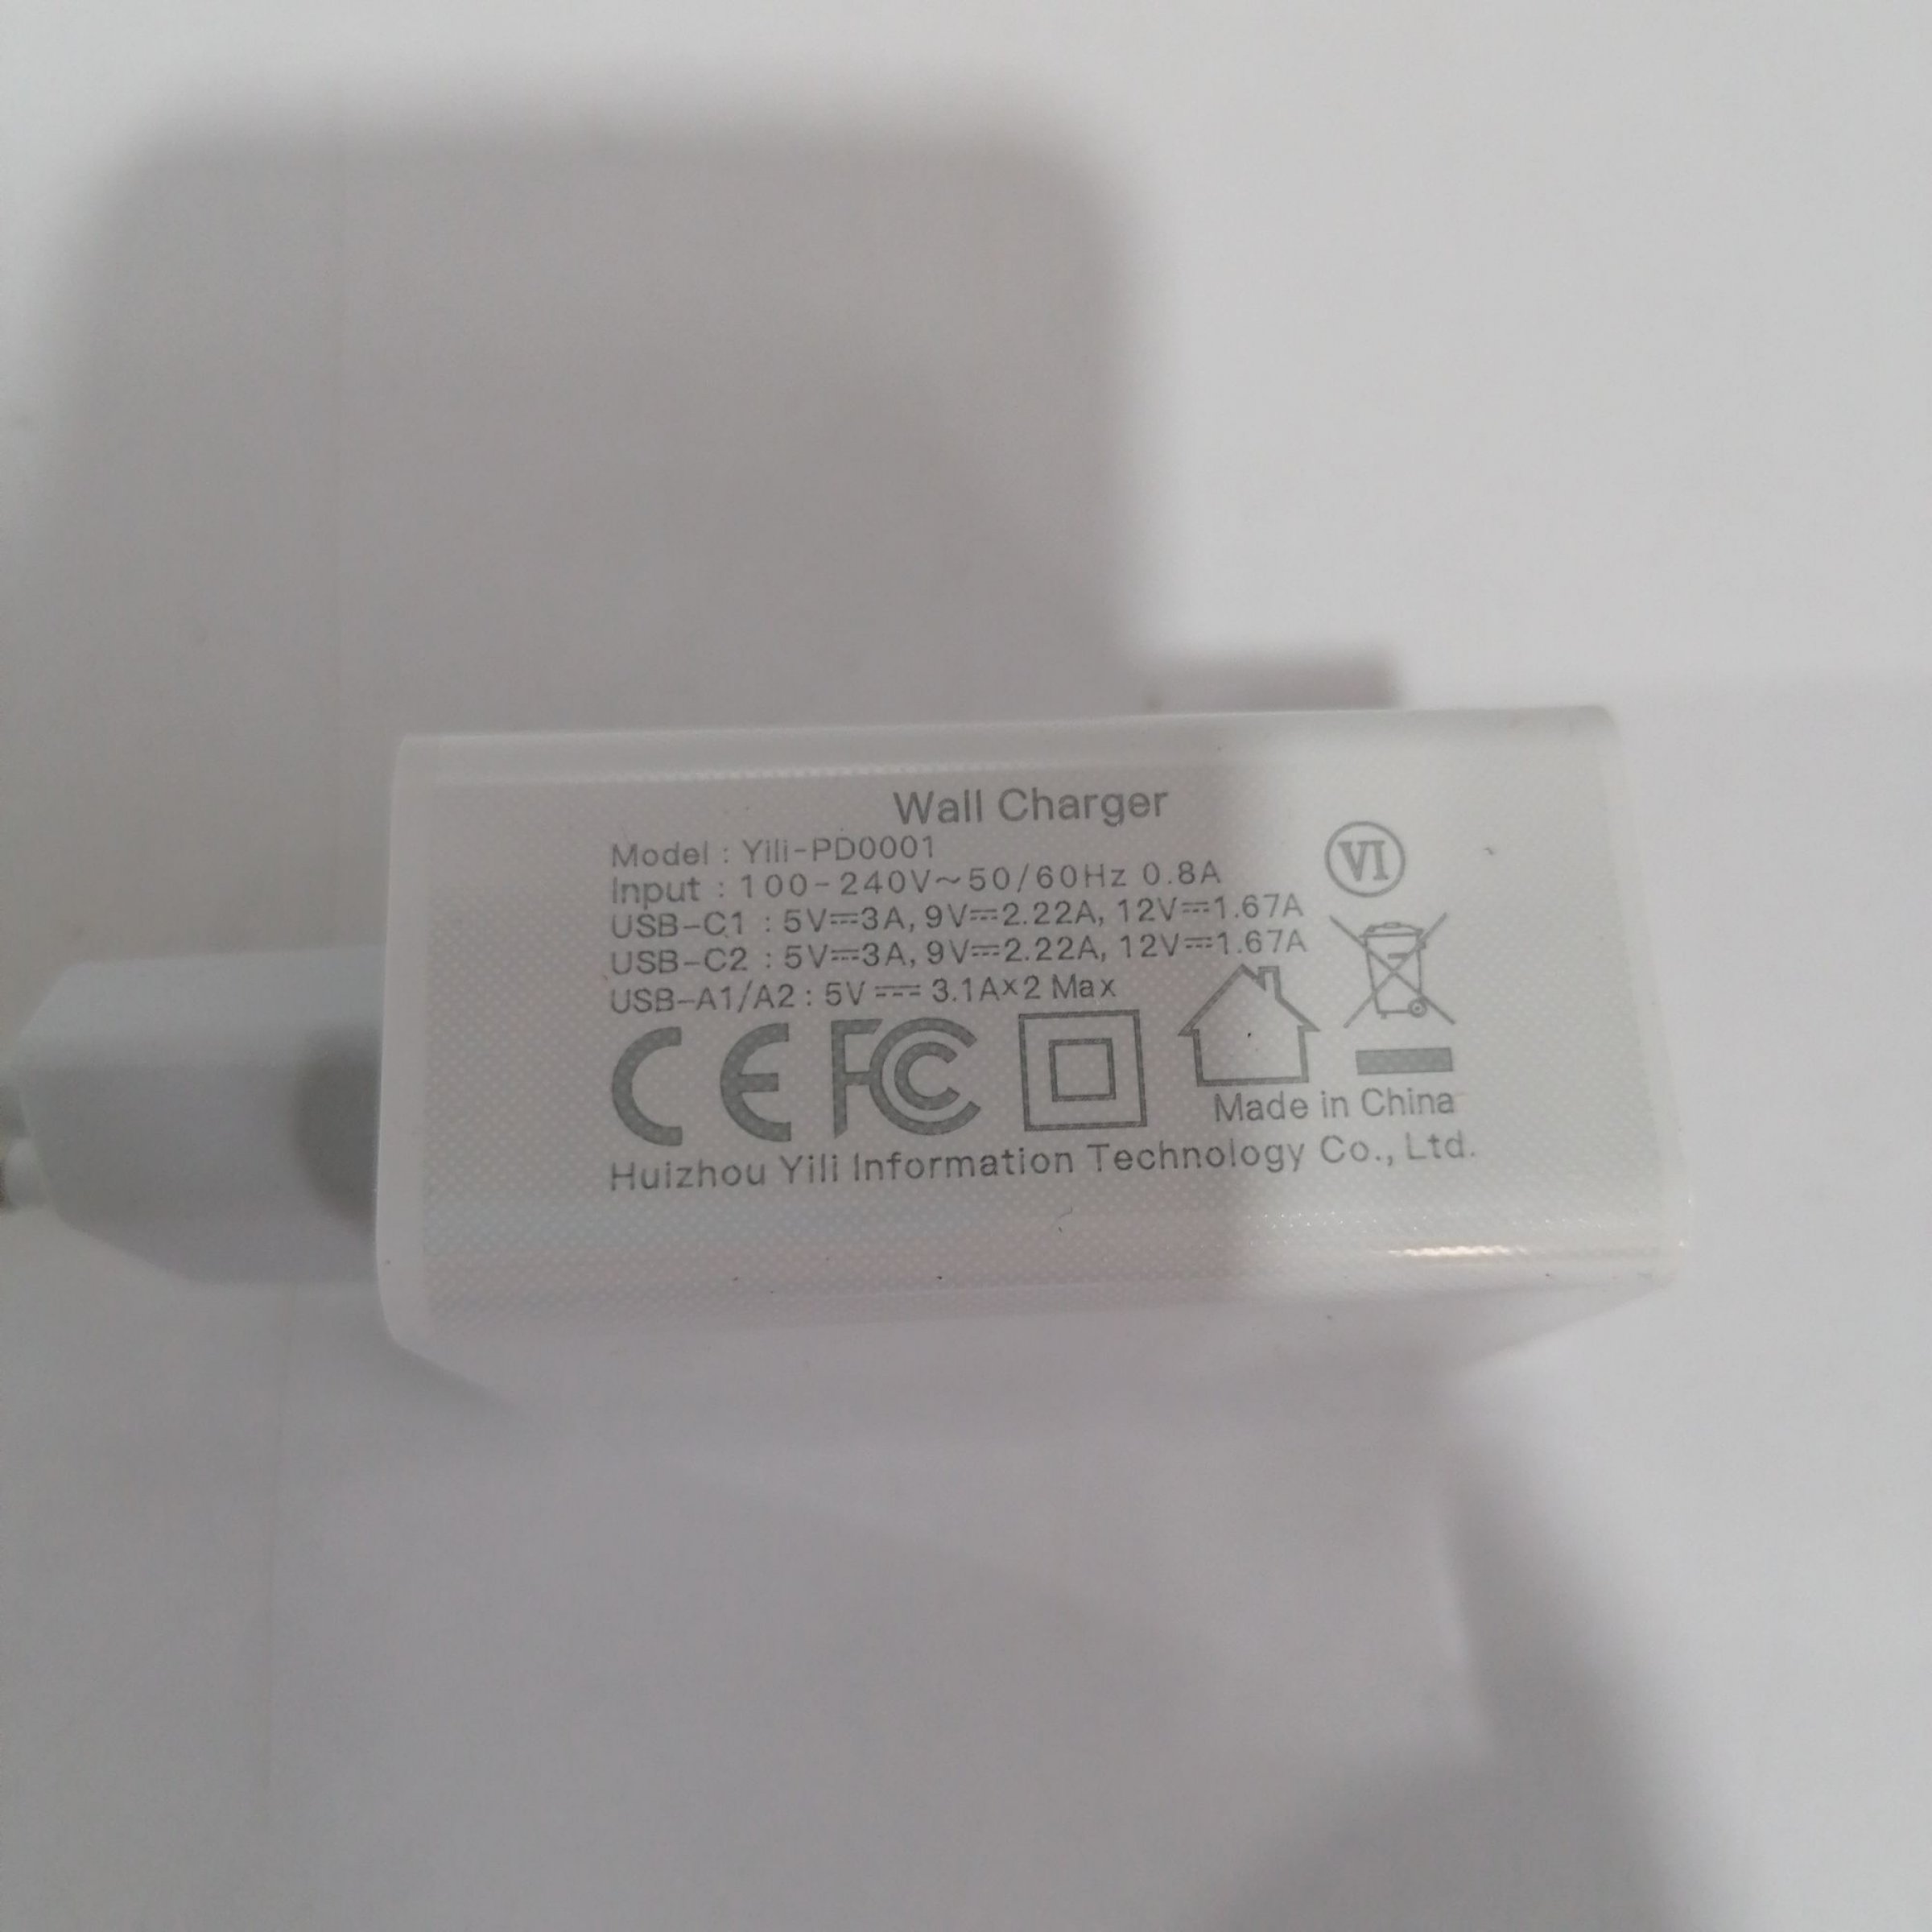 Wall Charger
Model : Yili-PD0001
Input : 100-240V~50/60Hz 0.8A
USB-C1 : 5V⎓3A, 9V⎓2.22A, 12V⎓1.67A
USB-C2 : 5V⎓3A, 9V⎓2.22A, 12V⎓1.67A
USB-A1/A2 : 5V ⎓ 3.1A×2 Max
VI
CE FC
Made in China
Huizhou Yili Information Technology Co., Ltd.